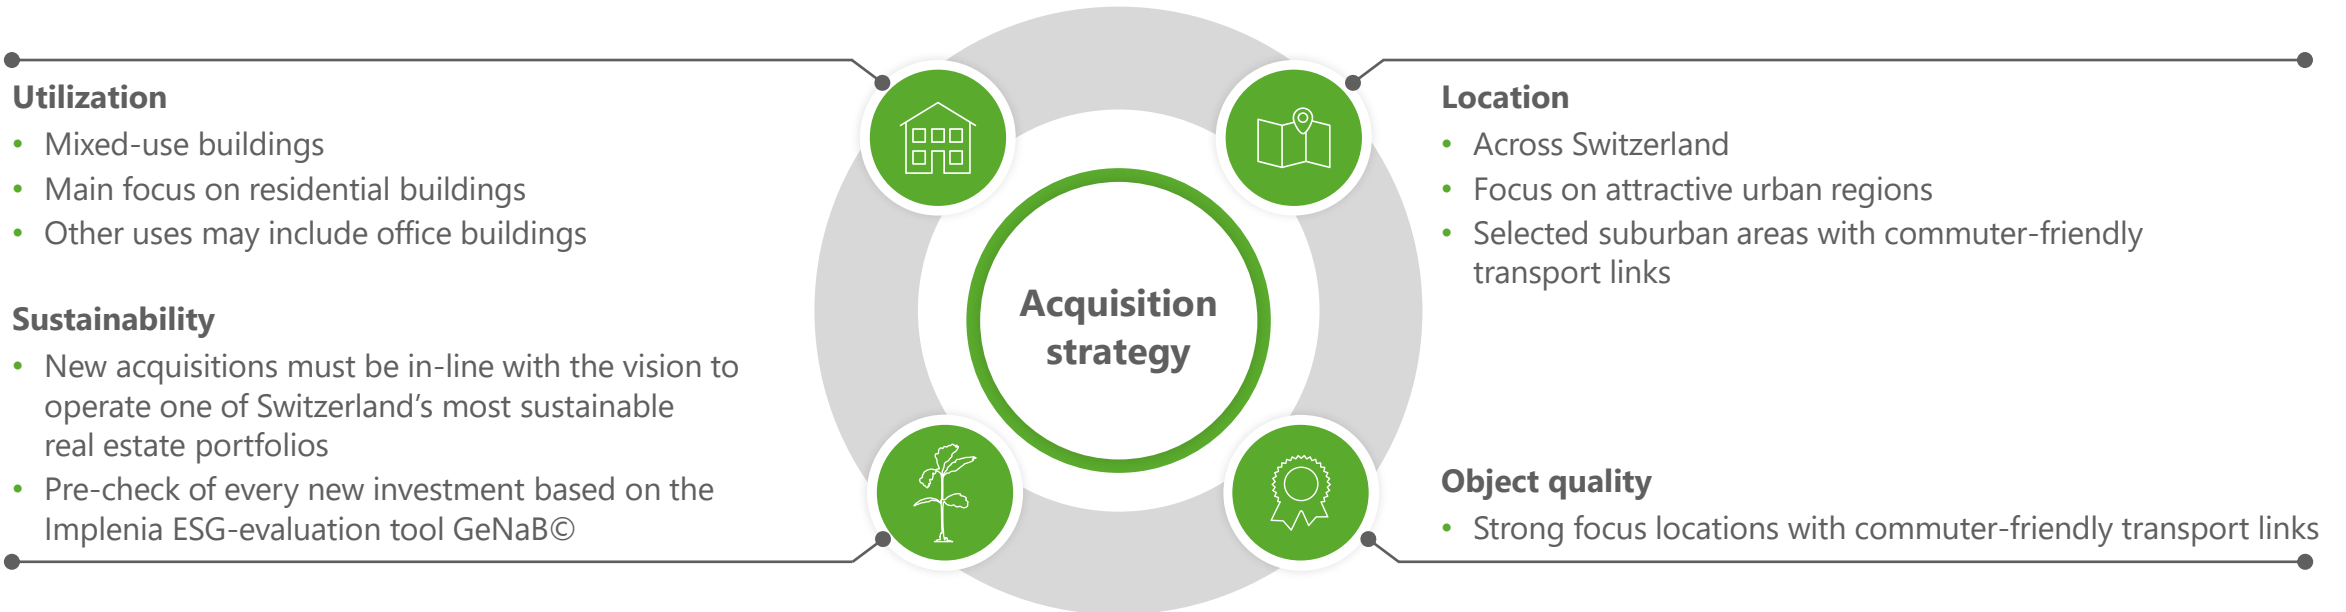 Utilization
• Mixed-use buildings
• Main focus on residential buildings
• Other uses may include office buildings
Sustainability
• New acquisitions must be in-line with the vision to
operate one of Switzerland’s most sustainable
real estate portfolios
• Pre-check of every new investment based on the
Implenia ESG-evaluation tool GeNaB©
Acquisition
strategy
Location
• Across Switzerland
• Focus on attractive urban regions
• Selected suburban areas with commuter-friendly
transport links
Object quality
• Strong focus locations with commuter-friendly transport links